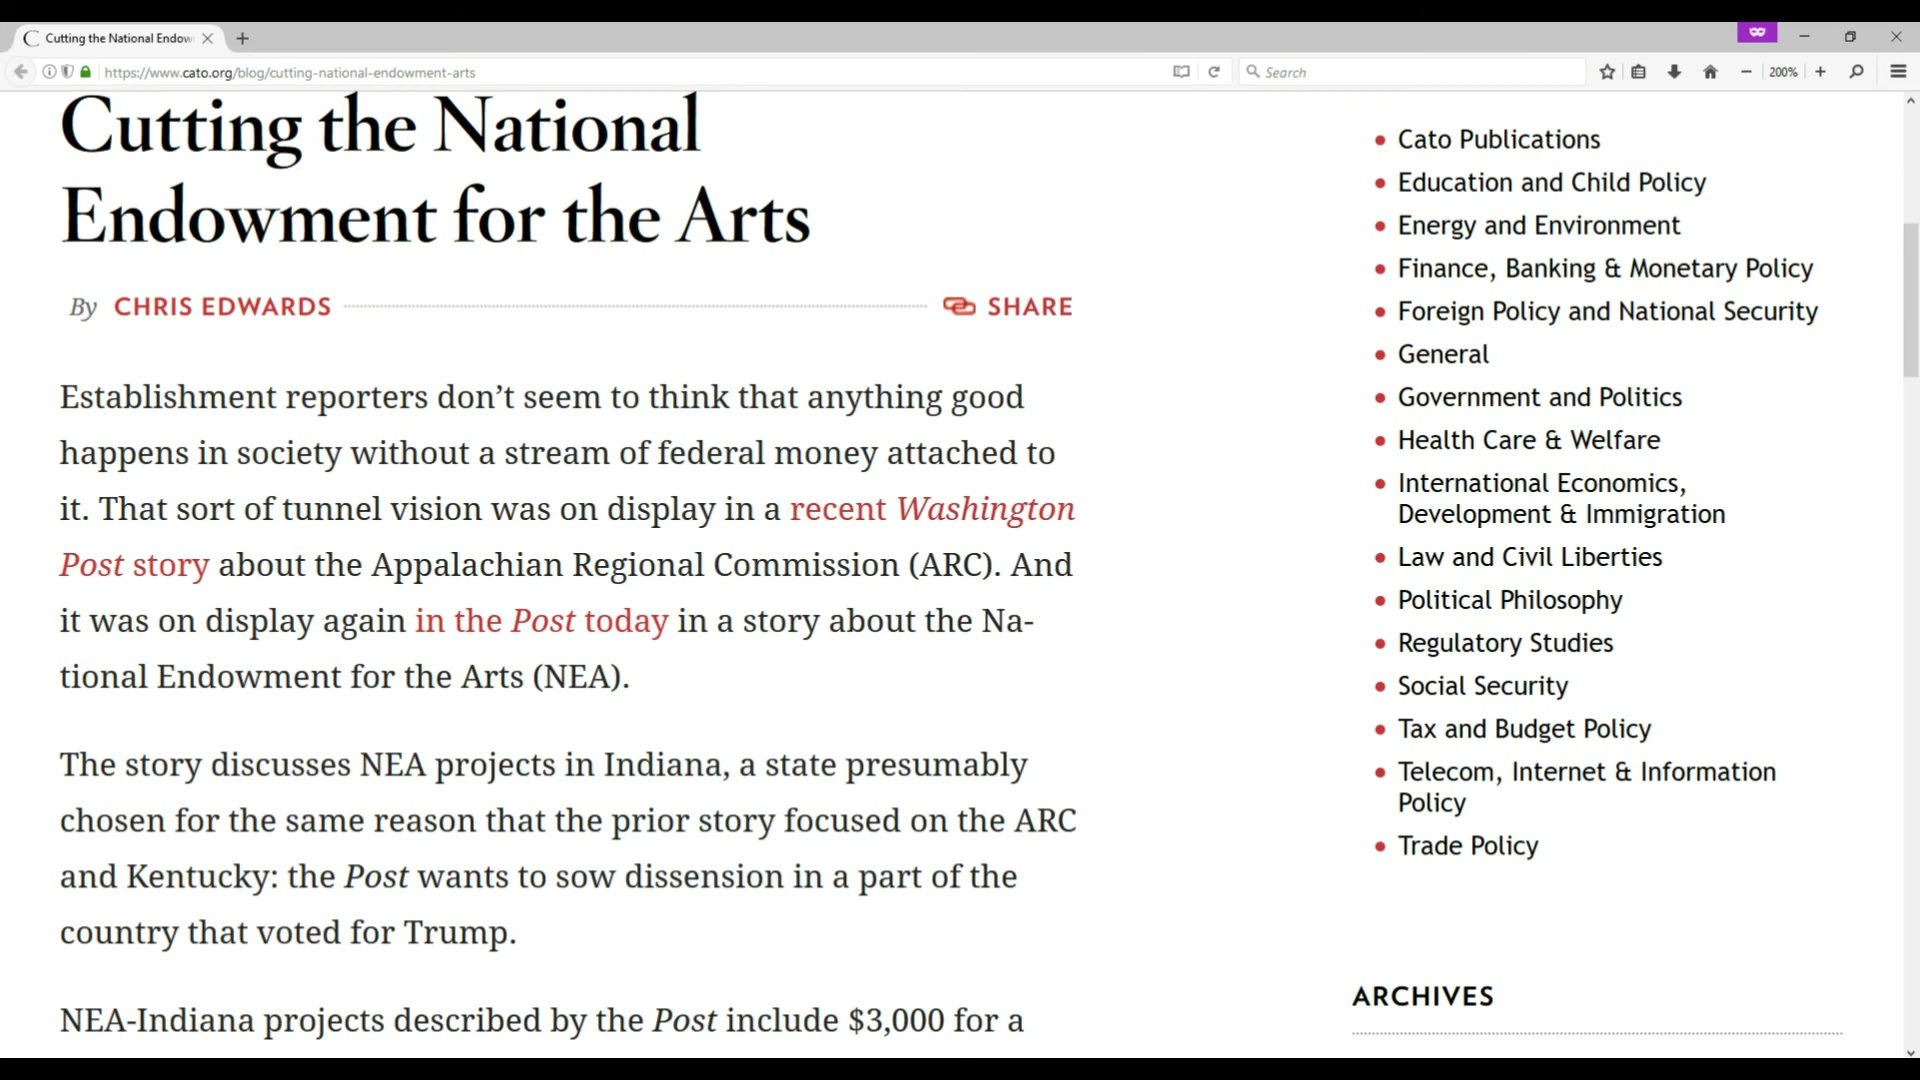 Cutting the National Endow
https://www.cato.org/blog/cutting-national-endowment-arts
Search
200%
Cutting the National
Endowment for the Arts
By CHRIS EDWARDS
SHARE
Establishment reporters don’t seem to think that anything good
happens in society without a stream of federal money attached to
it. That sort of tunnel vision was on display in a recent Washington
Post story about the Appalachian Regional Commission (ARC). And
it was on display again in the Post today in a story about the Na-
tional Endowment for the Arts (NEA).
The story discusses NEA projects in Indiana, a state presumably
chosen for the same reason that the prior story focused on the ARC
and Kentucky: the Post wants to sow dissension in a part of the
country that voted for Trump.
NEA-Indiana projects described by the Post include $3,000 for a
Cato Publications
Education and Child Policy
Energy and Environment
Finance, Banking & Monetary Policy
Foreign Policy and National Security
General
Government and Politics
Health Care & Welfare
International Economics,
Development & Immigration
Law and Civil Liberties
Political Philosophy
Regulatory Studies
Social Security
Tax and Budget Policy
Telecom, Internet & Information
Policy
Trade Policy
ARCHIVES